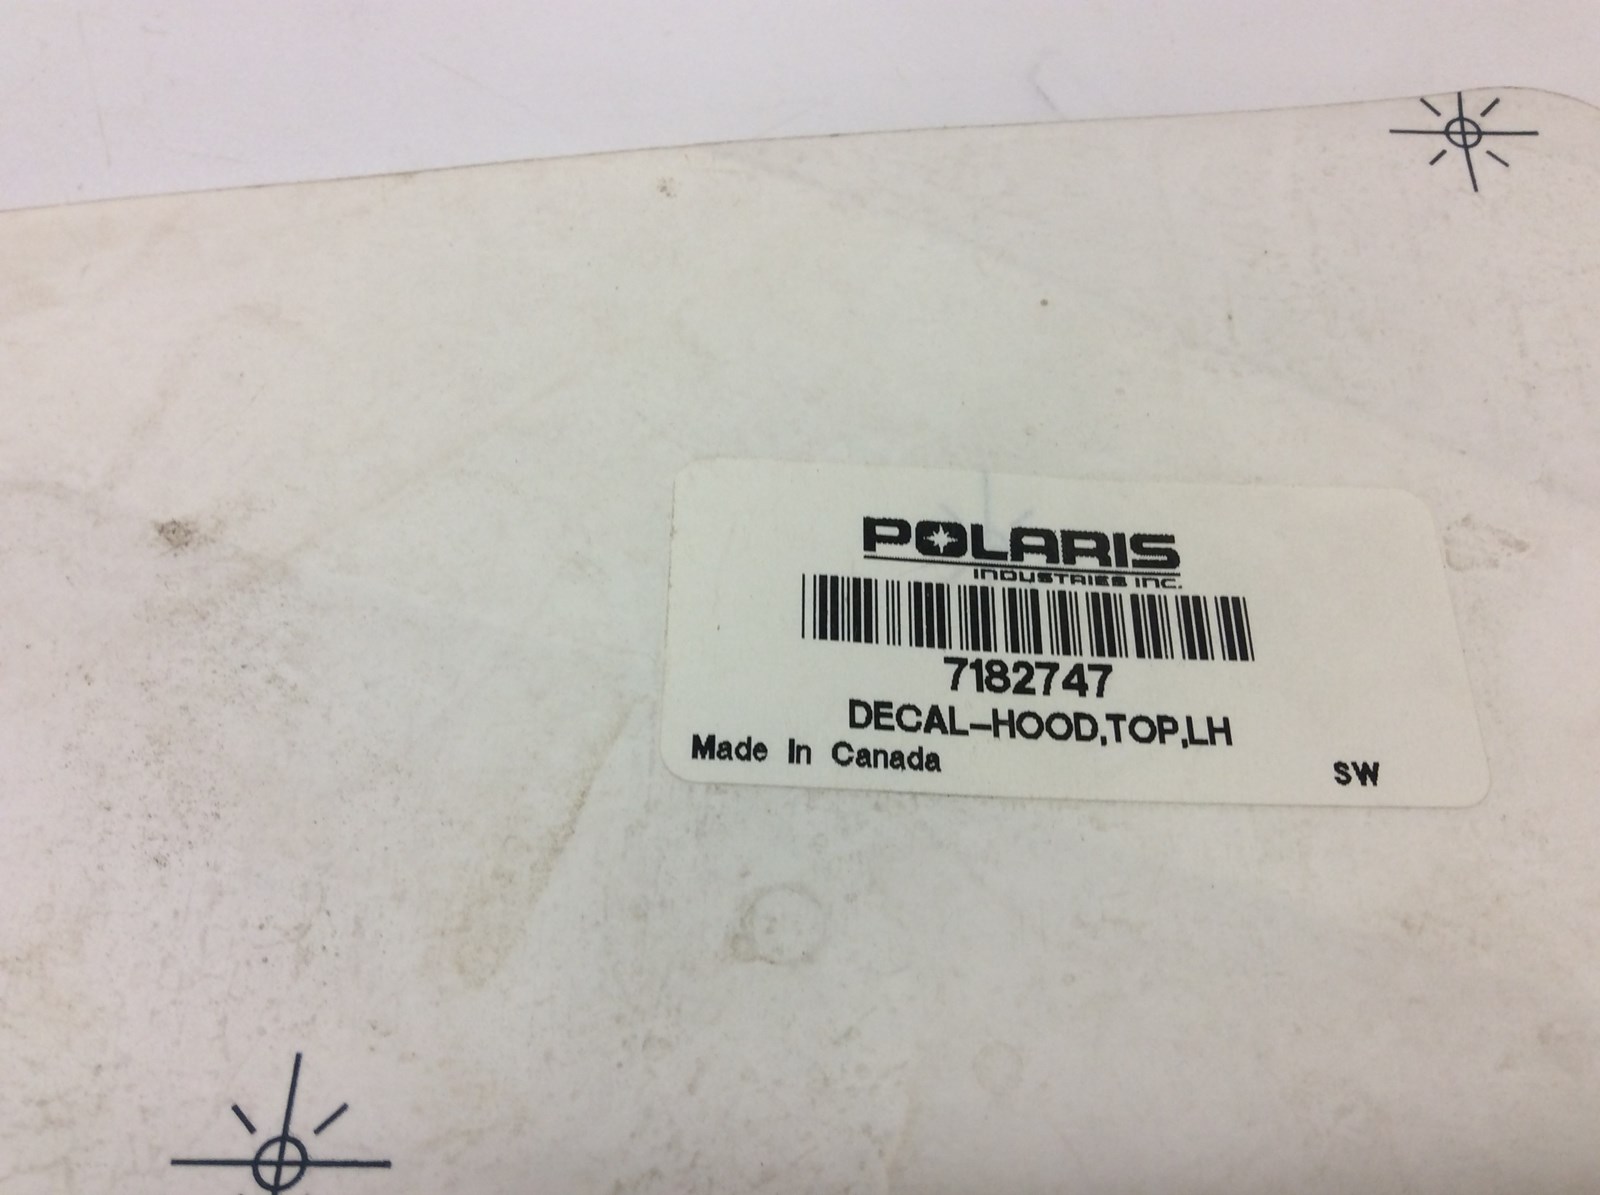 POLARIS
INDUSTRIES INC.
7182747
DECAL-HOOD,TOP,LH
Made In Canada
SW